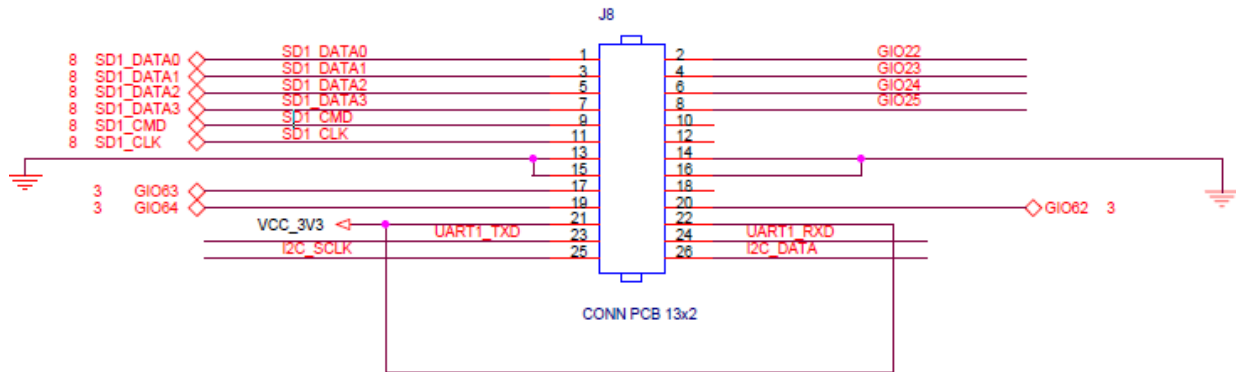 J8
8 SD1_DATA0 SD1_DATA0 1 2 GIO22
8 SD1_DATA1 SD1_DATA1 3 4 GIO23
8 SD1_DATA2 SD1_DATA2 5 6 GIO24
8 SD1_DATA3 SD1_DATA3 7 8 GIO25
8 SD1_CMD SD1_CMD 9 10
8 SD1_CLK SD1_CLK 11 12
13 14
15 16
3 GIO63 17 18
3 GIO64 19 20 GIO62 3
VCC_3V3 21 22
UART1_TXD 23 24 UART1_RXD
I2C_SCLK 25 26 I2C_DATA
CONN PCB 13x2